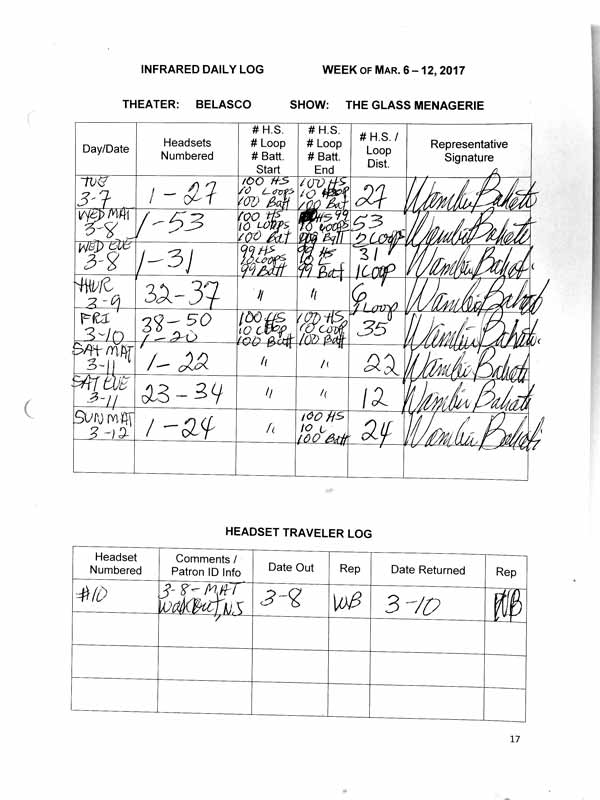 INFRARED DAILY LOG WEEK OF MAR. 6 – 12, 2017
THEATER: BELASCO SHOW: THE GLASS MENAGERIE
Day/Date
Headsets
Numbered
# H.S.
# Loop
# Batt.
Start
# H.S.
# Loop
# Batt.
End
# H.S. /
Loop
Dist.
Representative
Signature
TUE
3-7
1 – 27
100 HS
10 Loops
100 Batt
100 HS
10 Loop
100 Bat
27
Wambui Bahati
WED MAT
3-8
1-53
100 HS
10 Loops
100 Bat
HS 99
10 Loops
Batt
53
2 Loop
Wambui Bahati
WED EVE
3-8
1-31
99 HS
10 Loops
99 Batt
HS
10
99 Bat
31
1 Loop
Wambui Bahati
THUR
3-9
32-37
"
"
6
Loop
Wambui Bahati
FRI
3-10
38-50
1-20
100 HS
10 Loop
100 Batt
100 HS
10 Loop
100 Batt
35
Wambui Bahati
SAT MAT
3-11
1-22
"
"
22
Wambui Bahati
SAT EVE
3-11
23-34
"
"
12
Wambui Bahati
SUN MAT
3-12
1-24
"
100 HS
10 L
100 Batt
24
Wambui Bahati
HEADSET TRAVELER LOG
Headset
Numbered
Comments /
Patron ID Info
Date Out
Rep
Date Returned
Rep
#10
3-8-MAT
Walkout, NJ
3-8
WB
3-10
WB
17